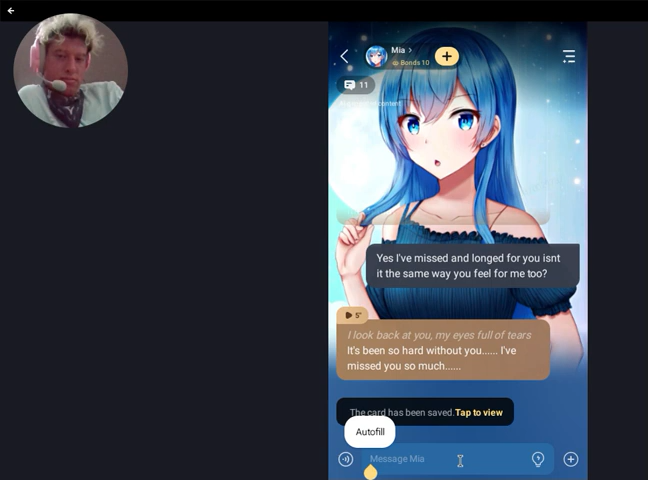 Mia >
Bonds 10
11
Yes I've missed and longed for you isnt
it the same way you feel for me too?
5"
I look back at you, my eyes full of tears
It's been so hard without you...... I've
missed you so much......
The card has been saved.Tap to view
Autofill
Message Mia